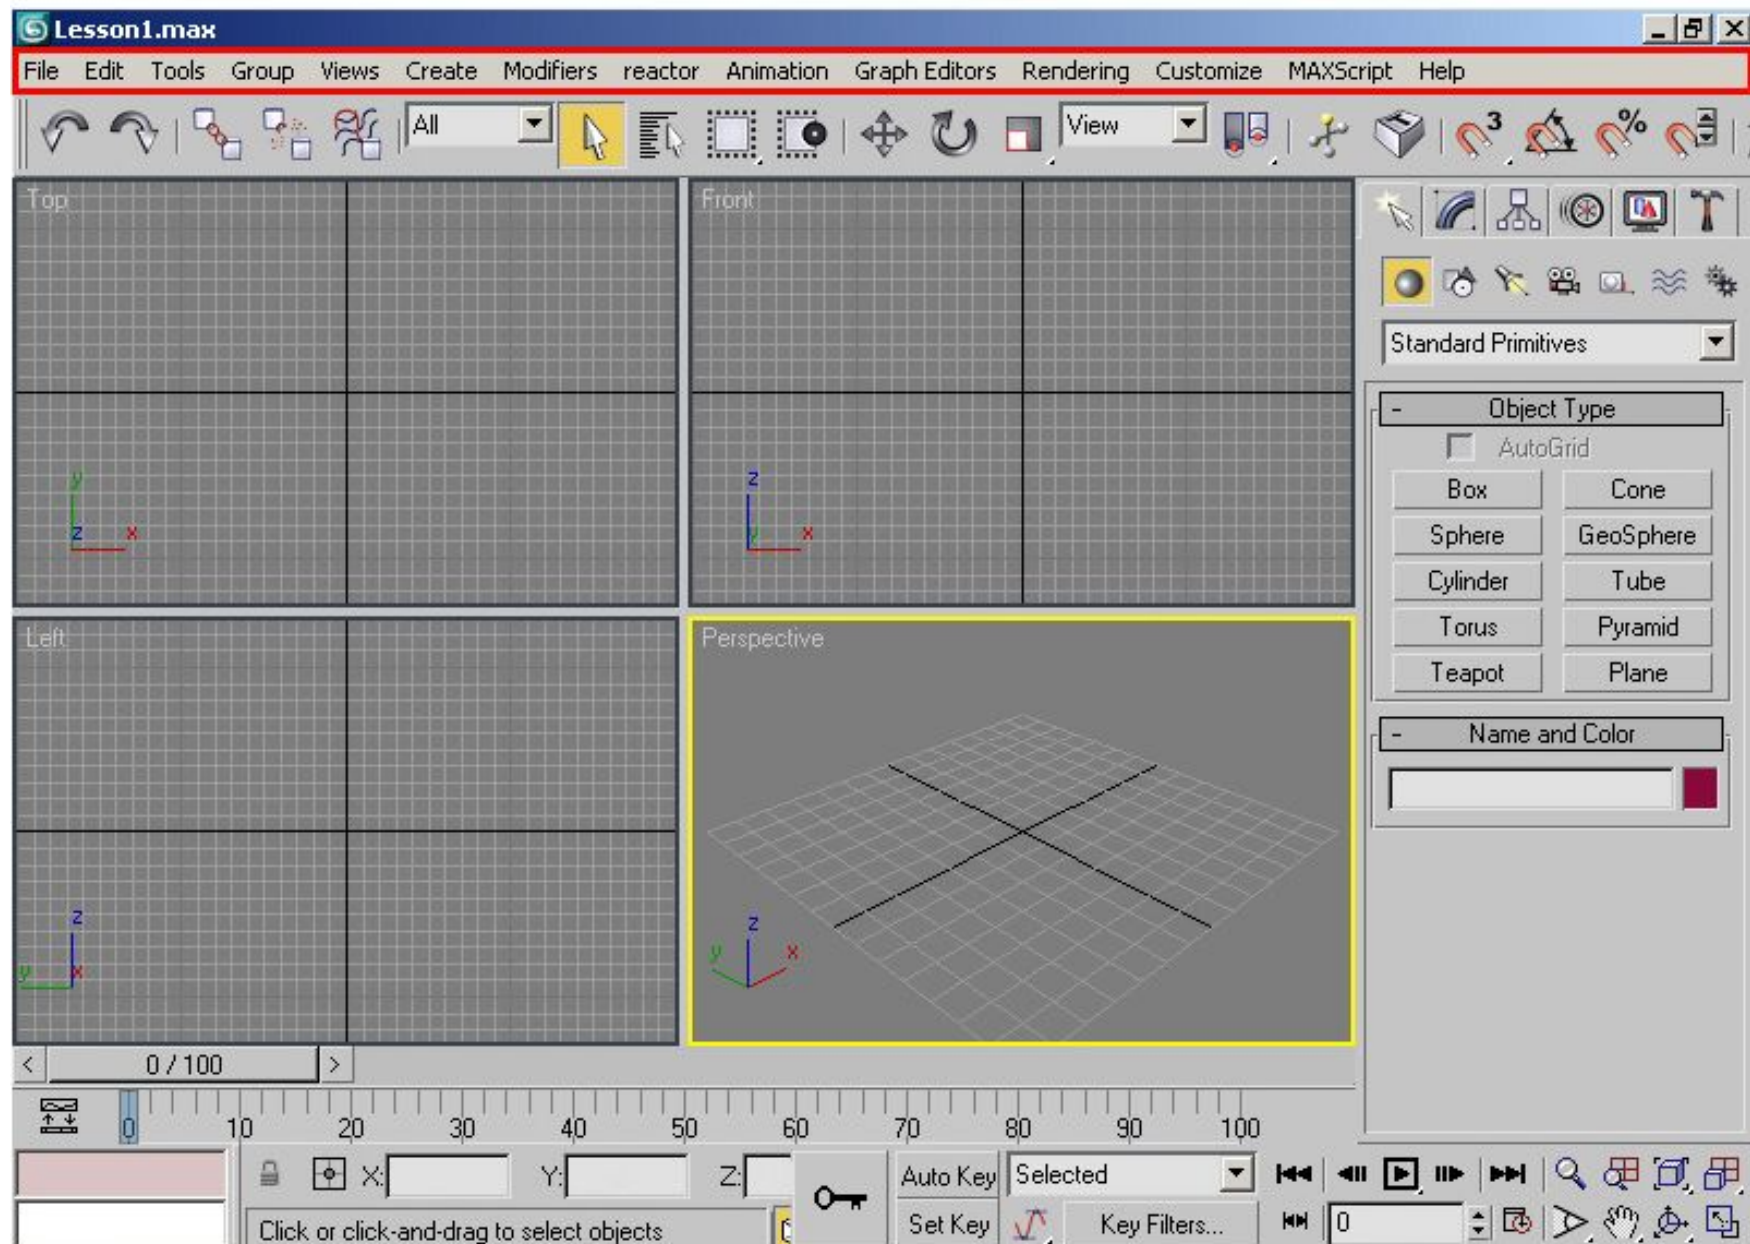 Lesson1.max
File Edit Tools Group Views Create Modifiers reactor Animation Graph Editors Rendering Customize MAXScript Help
All View 3 %
Top
y
z x
Front
z
y x
Standard Primitives
- Object Type
AutoGrid
Box Cone
Sphere GeoSphere
Cylinder Tube
Torus Pyramid
Teapot Plane
- Name and Color
Left
z
y x
Perspective
z
y x
< 0 / 100 >
0 10 20 30 40 50 60 70 80 90 100
X: Y: Z: Auto Key Selected
Click or click-and-drag to select objects Set Key Key Filters... 0